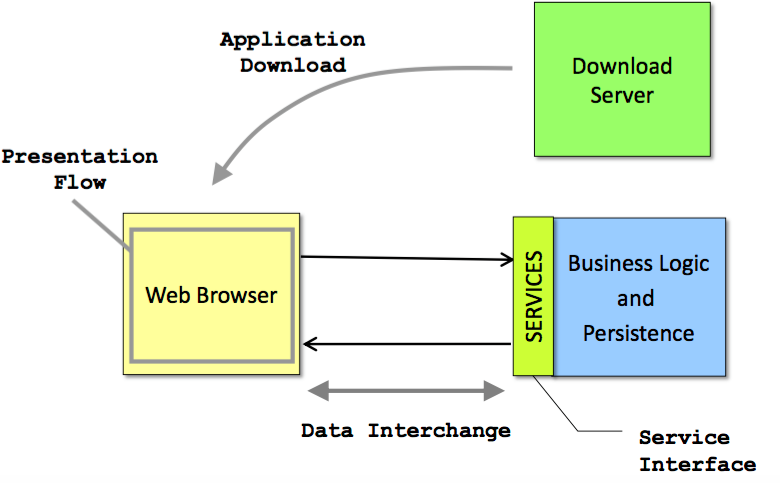 Application
Download
Download
Server
Presentation
Flow
Web Browser
SERVICES
Business Logic
and
Persistence
Data Interchange
Service
Interface